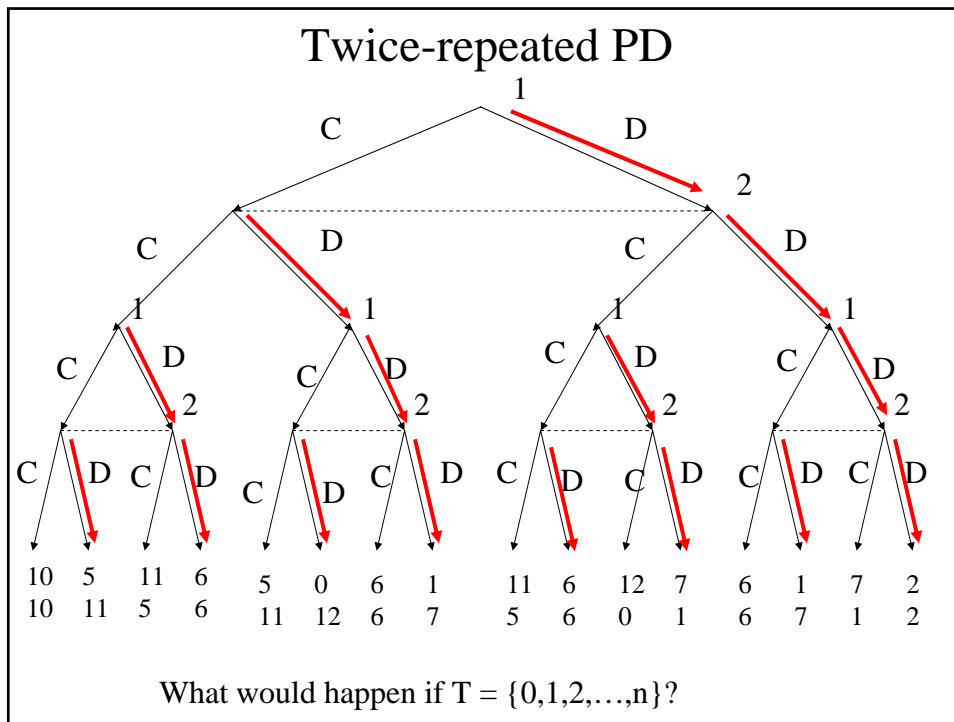 Twice-repeated PD
1
C D
2
C D C D
1 1 1 1
C D C D C D C D
2 2 2 2
C D C D C D C D C D C D C D C D
10 5 11 6 5 0 6 1 11 6 12 7 6 1 7 2
10 11 5 6 11 12 6 7 5 6 0 1 6 7 1 2
What would happen if T = {0,1,2,…,n}?